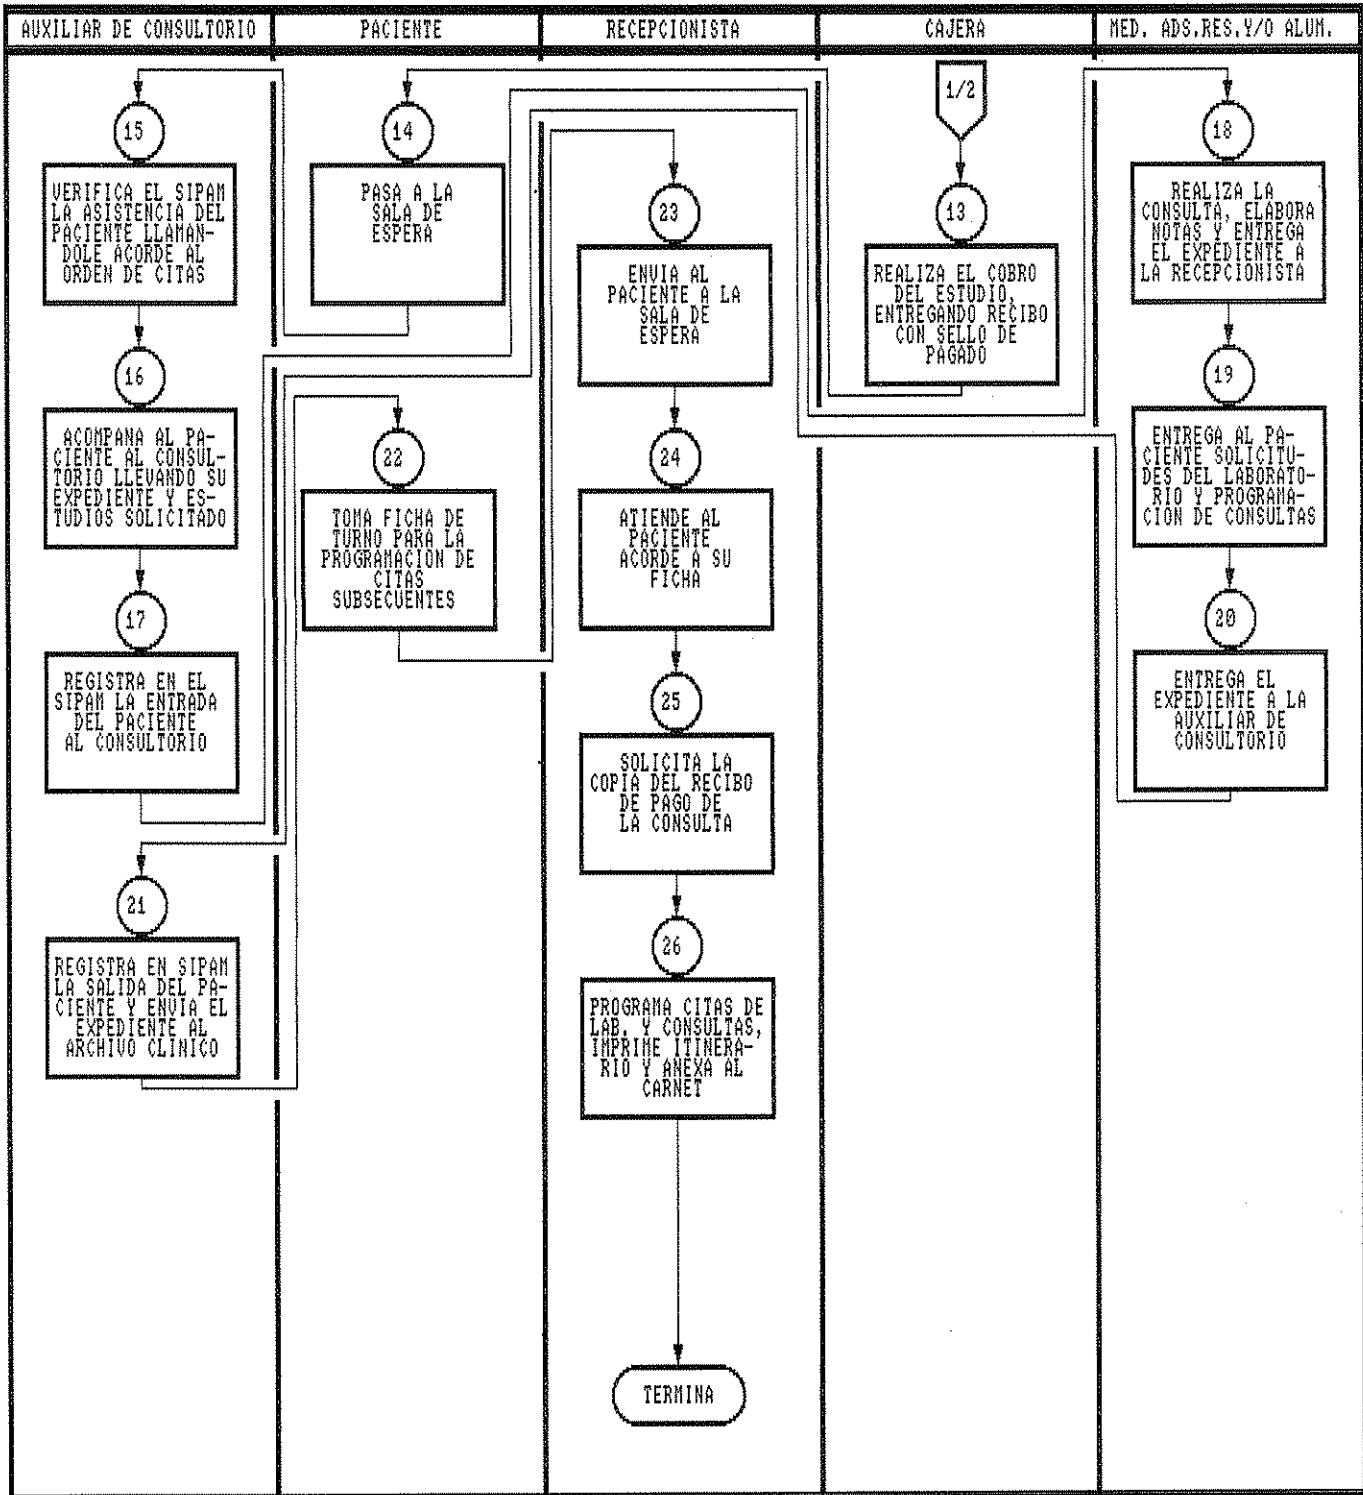 AUXILIAR DE CONSULTORIO
PACIENTE
RECEPCIONISTA
CAJERA
MED. ADS.RES.Y/O ALUM.
1/2
13
REALIZA EL COBRO
DEL ESTUDIO,
ENTREGANDO RECIBO
CON SELLO DE
PAGADO
14
PASA A LA
SALA DE
ESPERA
15
VERIFICA EL SIPAM
LA ASISTENCIA DEL
PACIENTE LLAMAN-
DOLE ACORDE AL
ORDEN DE CITAS
16
ACOMPANA AL PA-
CIENTE AL CONSUL-
TORIO LLEVANDO SU
EXPEDIENTE Y ES-
TUDIOS SOLICITADO
17
REGISTRA EN EL
SIPAM LA ENTRADA
DEL PACIENTE
AL CONSULTORIO
18
REALIZA LA
CONSULTA, ELABORA
NOTAS Y ENTREGA
EL EXPEDIENTE A
LA RECEPCIONISTA
19
ENTREGA AL PA-
CIENTE SOLICITU-
DES DEL LABORATO-
RIO Y PROGRAMA-
CION DE CONSULTAS
20
ENTREGA EL
EXPEDIENTE A LA
AUXILIAR DE
CONSULTORIO
21
REGISTRA EN SIPAM
LA SALIDA DEL PA-
CIENTE Y ENVIA EL
EXPEDIENTE AL
ARCHIVO CLINICO
22
TOMA FICHA DE
TURNO PARA LA
PROGRAMACION DE
CITAS
SUBSECUENTES
23
ENVIA AL
PACIENTE A LA
SALA DE
ESPERA
24
ATIENDE AL
PACIENTE
ACORDE A SU
FICHA
25
SOLICITA LA
COPIA DEL RECIBO
DE PAGO DE
LA CONSULTA
26
PROGRAMA CITAS DE
LAB. Y CONSULTAS,
IMPRIME ITINERA-
RIO Y ANEXA AL
CARNET
TERMINA